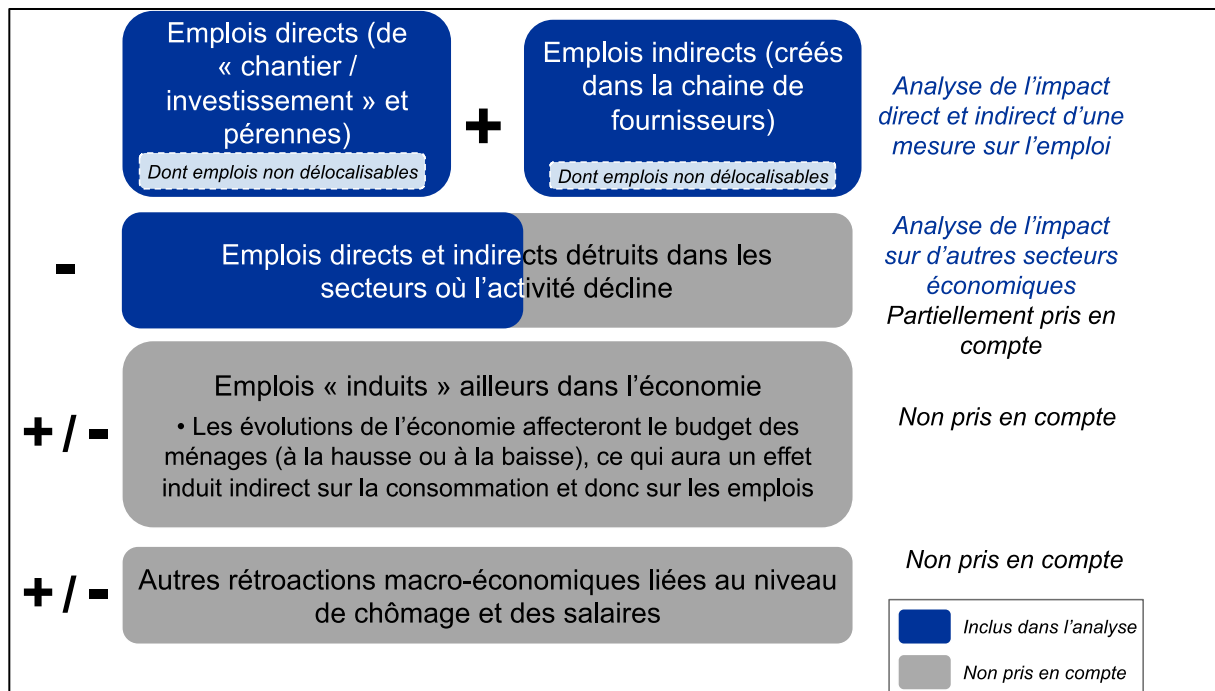 Emplois directs (de
« chantier /
investissement » et
pérennes)
Dont emplois non délocalisables
+
Emplois indirects (créés
dans la chaine de
fournisseurs)
Dont emplois non délocalisables
Analyse de l’impact
direct et indirect d’une
mesure sur l’emploi
-
Emplois directs et indirects détruits dans les
secteurs où l’activité décline
Analyse de l’impact
sur d’autres secteurs
économiques
Partiellement pris en
compte
+ / -
Emplois « induits » ailleurs dans l’économie
• Les évolutions de l’économie affecteront le budget des
ménages (à la hausse ou à la baisse), ce qui aura un effet
induit indirect sur la consommation et donc sur les emplois
Non pris en compte
+ / -
Autres rétroactions macro-économiques liées au niveau
de chômage et des salaires
Non pris en compte
Inclus dans l’analyse
Non pris en compte